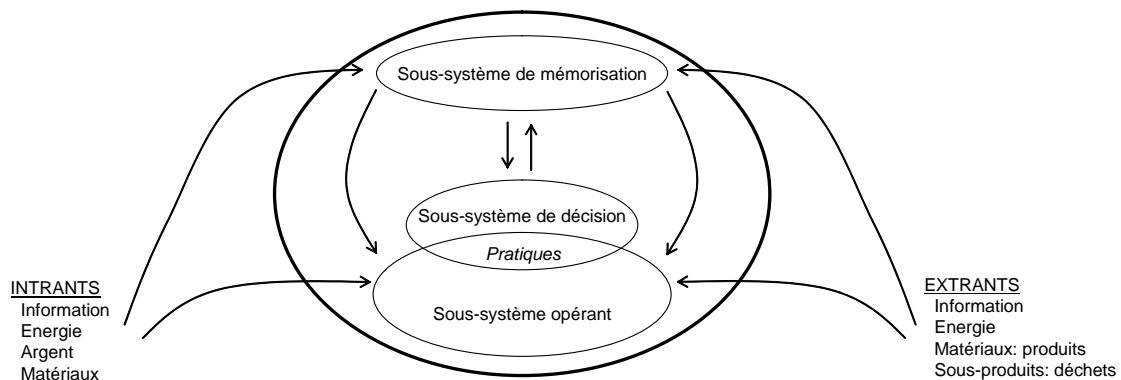 Sous-système de mémorisation
Sous-système de décision
Pratiques
Sous-système opérant
INTRANTS
Information
Energie
Argent
Matériaux
EXTRANTS
Information
Energie
Matériaux: produits
Sous-produits: déchets